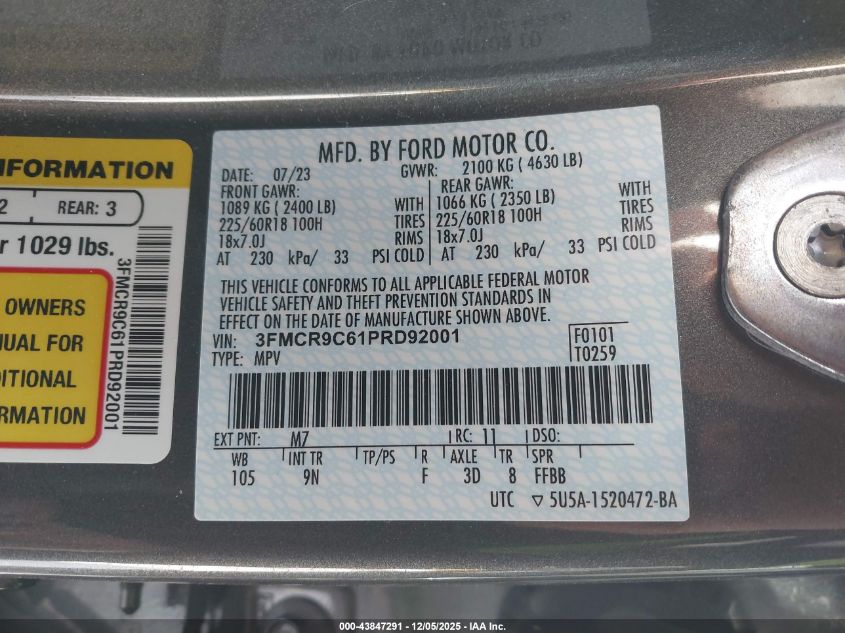 INFORMATION
2 REAR: 3
r 1029 lbs.
OWNERS
UAL FOR
DITIONAL
ORMATION
3FMCR9C61PRD92001
MFD. BY FORD MOTOR CO.
DATE: 07/23 GVWR: 2100 KG ( 4630 LB)
FRONT GAWR: REAR GAWR:
1089 KG (2400 LB) WITH 1066 KG ( 2350 LB) WITH
225/60R18 100H TIRES 225/60R18 100H TIRES
18x7.0J RIMS 18x7.0J RIMS
AT 230 kPa/ 33 PSI COLD AT 230 kPa/ 33 PSI COLD
THIS VEHICLE CONFORMS TO ALL APPLICABLE FEDERAL MOTOR
VEHICLE SAFETY AND THEFT PREVENTION STANDARDS IN
EFFECT ON THE DATE OF MANUFACTURE SHOWN ABOVE.
VIN: 3FMCR9C61PRD92001 F0101
TYPE: MPV T0259
EXT PNT: M7 RC: 11 DSO:
WB INT TR TP/PS R AXLE TR SPR
105 9N F 3D 8 FFBB
UTC ▽ 5U5A-1520472-BA
000-43847291 - 12/05/2025 - IAA Inc.